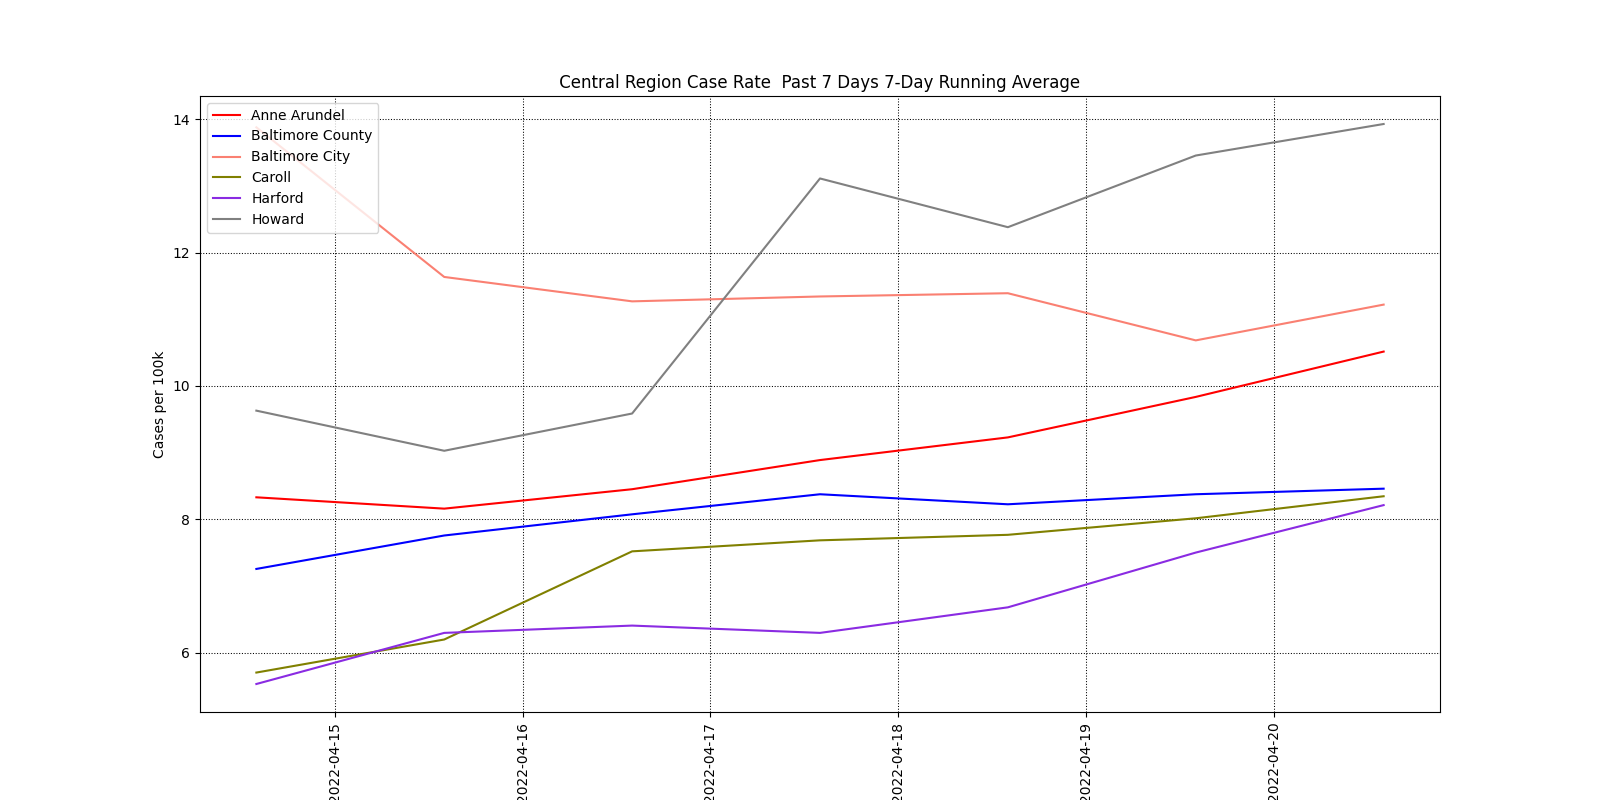 Central Region Case Rate  Past 7 Days 7-Day Running Average
Anne Arundel
Baltimore County
Baltimore City
Caroll
Harford
Howard
Cases per 100k
14
12
10
8
6
2022-04-15
2022-04-16
2022-04-17
2022-04-18
2022-04-19
2022-04-20